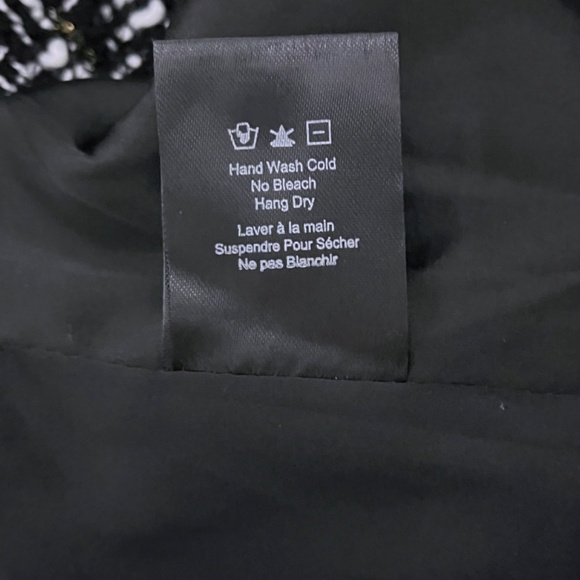 Hand Wash Cold
No Bleach
Hang Dry
Laver à la main
Suspendre Pour Sécher
Ne pas Blanchir